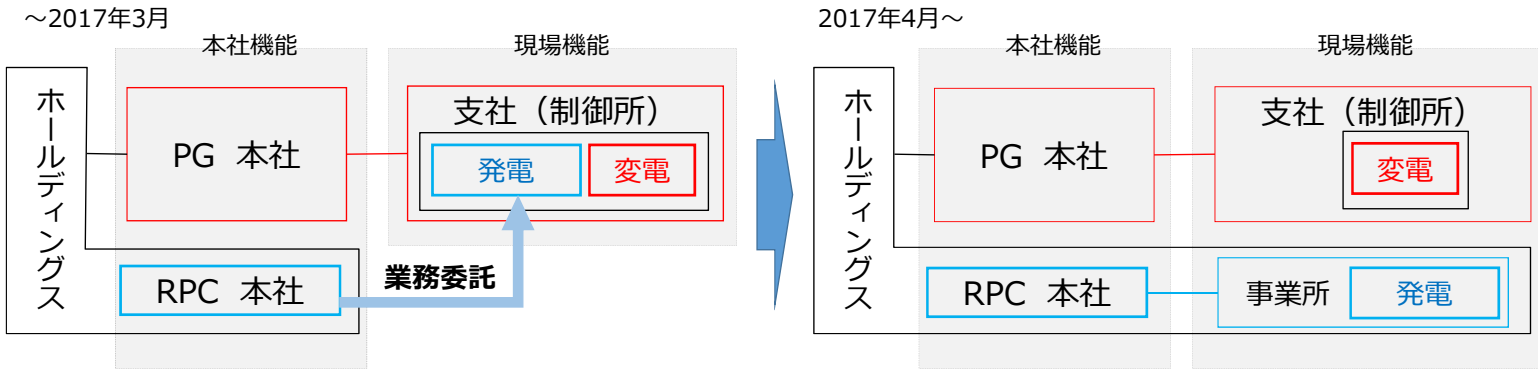 ～2017年3月
本社機能
現場機能
ホールディングス
PG 本社
支社（制御所）
発電
変電
RPC 本社
業務委託
2017年4月～
本社機能
現場機能
ホールディングス
PG 本社
支社（制御所）
変電
RPC 本社
事業所
発電